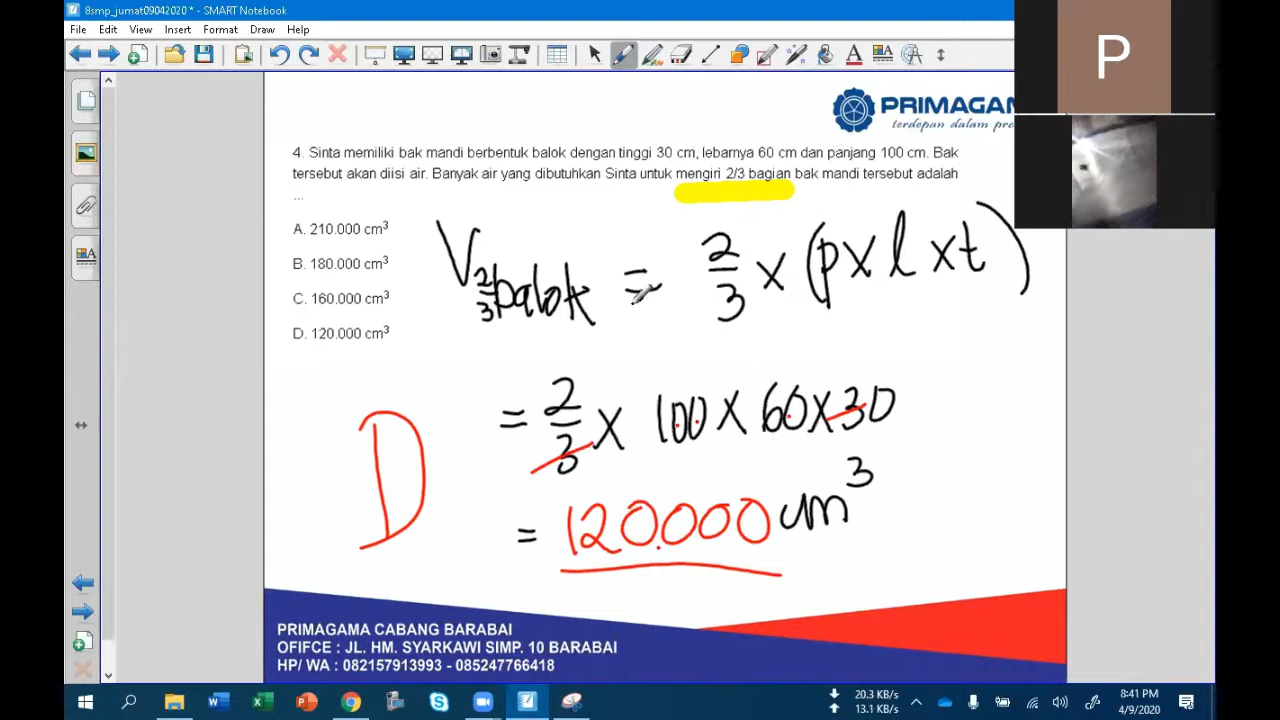 8smp_jumat09042020 * - SMART Notebook
File Edit View Insert Format Draw Help
P
PRIMAGAMA
terdepan dalam pre
4. Sinta memiliki bak mandi berbentuk balok dengan tinggi 30 cm, lebarnya 60 cm dan panjang 100 cm. Bak
tersebut akan diisi air. Banyak air yang dibutuhkan Sinta untuk mengiri 2/3 bagian bak mandi tersebut adalah
...
A. 210.000 cm³
B. 180.000 cm³
C. 160.000 cm³
D. 120.000 cm³
V 2/3 balok = 2/3 x (p x l x t)
= 2/3 x 100 x 60 x 30
D
= 120.000 cm³
PRIMAGAMA CABANG BARABAI
OFIFCE : JL. HM. SYARKAWI SIMP. 10 BARABAI
HP/ WA : 082157913993 - 085247766418
20.3 KB/s
13.1 KB/s
8:41 PM
4/9/2020